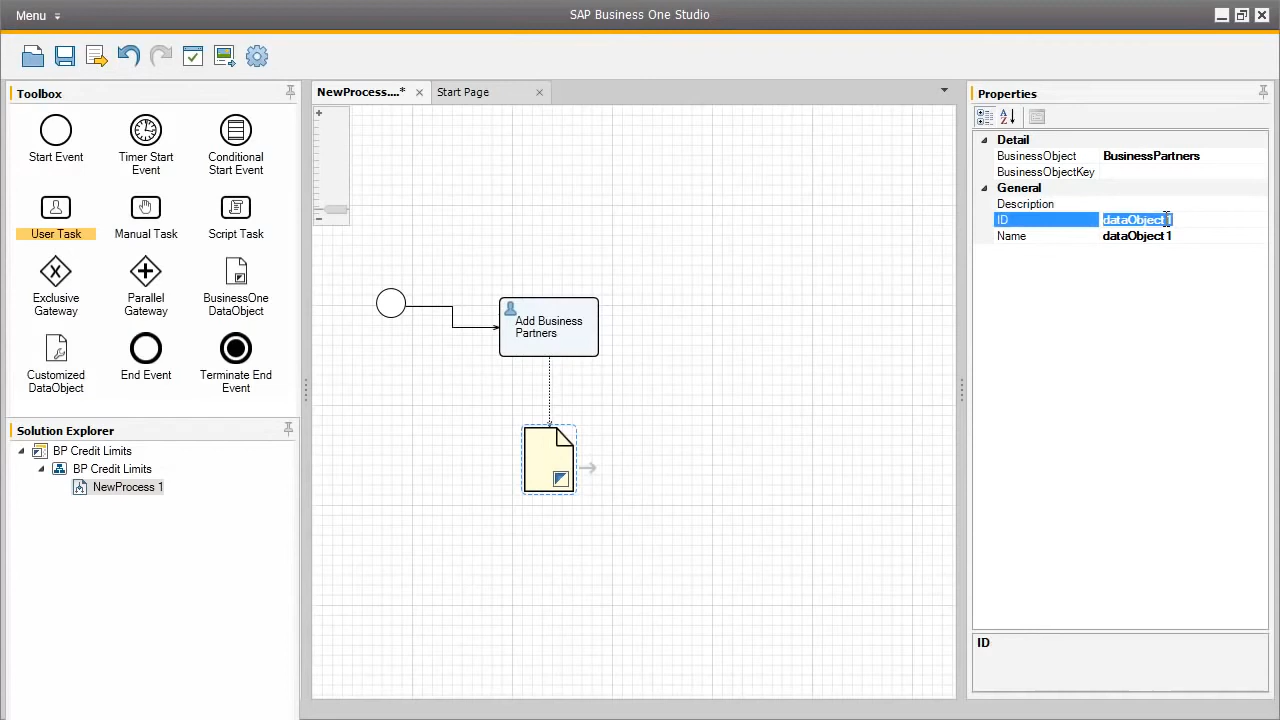 Menu
SAP Business One Studio
Toolbox
Start Event
Timer Start
Event
Conditional
Start Event
User Task
Manual Task
Script Task
Exclusive
Gateway
Parallel
Gateway
BusinessOne
DataObject
Customized
DataObject
End Event
Terminate End
Event
Solution Explorer
BP Credit Limits
BP Credit Limits
NewProcess 1
NewProcess....*
Start Page
Add Business
Partners
Properties
Detail
BusinessObject BusinessPartners
BusinessObjectKey
General
Description
ID dataObject1
Name dataObject1
ID